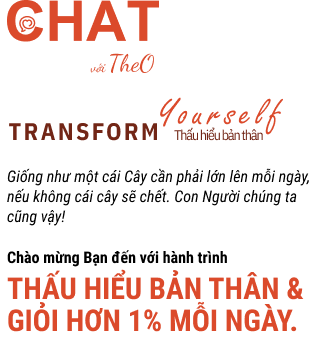 CHAT
với TheO
Yourself
TRANSFORM Thấu hiểu bản thân
Giống như một cái Cây cần phải lớn lên mỗi ngày,
nếu không cái cây sẽ chết. Con Người chúng ta
cũng vậy!
Chào mừng Bạn đến với hành trình
THẤU HIỂU BẢN THÂN &
GIỎI HƠN 1% MỖI NGÀY.